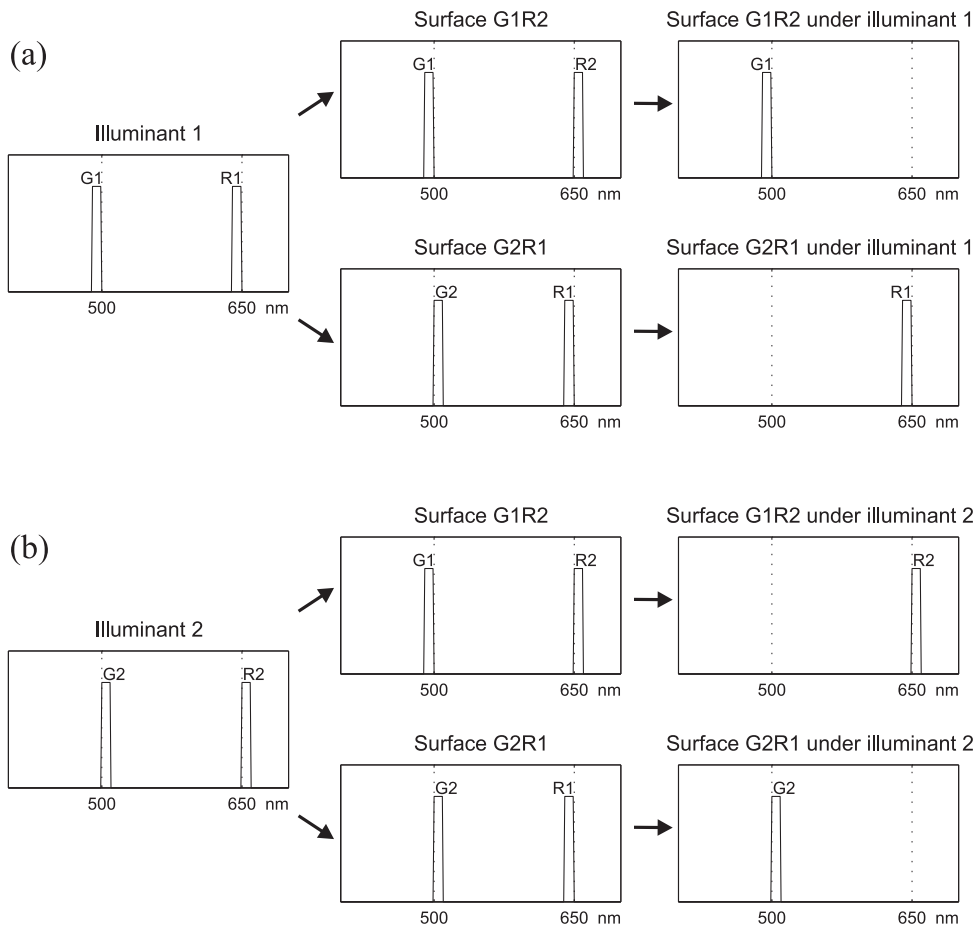 (a)
Illuminant 1
G1 R1
500 650 nm
Surface G1R2
G1 R2
500 650 nm
Surface G1R2 under illuminant 1
G1
500 650 nm
Surface G2R1
G2 R1
500 650 nm
Surface G2R1 under illuminant 1
R1
500 650 nm
(b)
Illuminant 2
G2 R2
500 650 nm
Surface G1R2
G1 R2
500 650 nm
Surface G1R2 under illuminant 2
R2
500 650 nm
Surface G2R1
G2 R1
500 650 nm
Surface G2R1 under illuminant 2
G2
500 650 nm